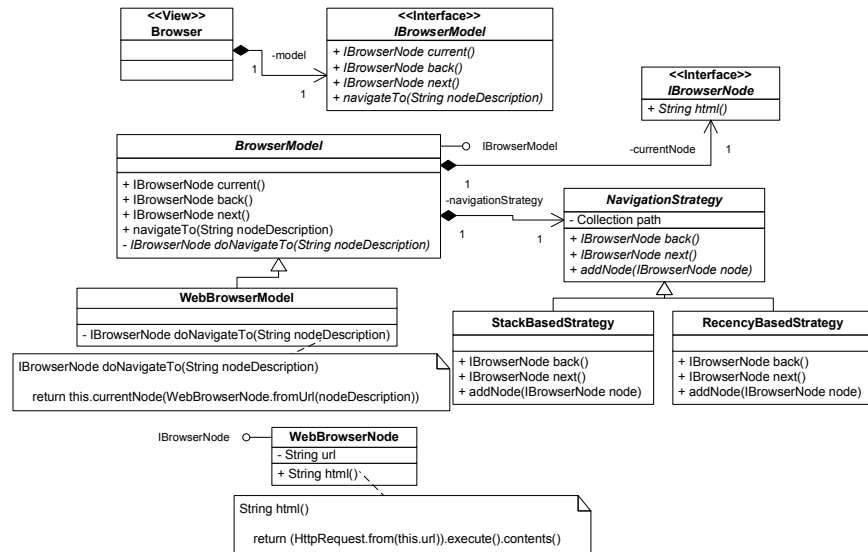 <<View>>
Browser
-model
1
1
<<Interface>>
IBrowserModel
+ IBrowserNode current()
+ IBrowserNode back()
+ IBrowserNode next()
+ navigateTo(String nodeDescription)
<<Interface>>
IBrowserNode
+ String html()
BrowserModel
+ IBrowserNode current()
+ IBrowserNode back()
+ IBrowserNode next()
+ navigateTo(String nodeDescription)
- IBrowserNode doNavigateTo(String nodeDescription)
IBrowserModel
-currentNode
1
1
-navigationStrategy
1
1
NavigationStrategy
- Collection path
+ IBrowserNode back()
+ IBrowserNode next()
+ addNode(IBrowserNode node)
WebBrowserModel
- IBrowserNode doNavigateTo(String nodeDescription)
IBrowserNode doNavigateTo(String nodeDescription)
return this.currentNode(WebBrowserNode.fromUrl(nodeDescription))
StackBasedStrategy
+ IBrowserNode back()
+ IBrowserNode next()
+ addNode(IBrowserNode node)
RecencyBasedStrategy
+ IBrowserNode back()
+ IBrowserNode next()
+ addNode(IBrowserNode node)
IBrowserNode
WebBrowserNode
- String url
+ String html()
String html()
return (HttpRequest.from(this.url)).execute().contents()